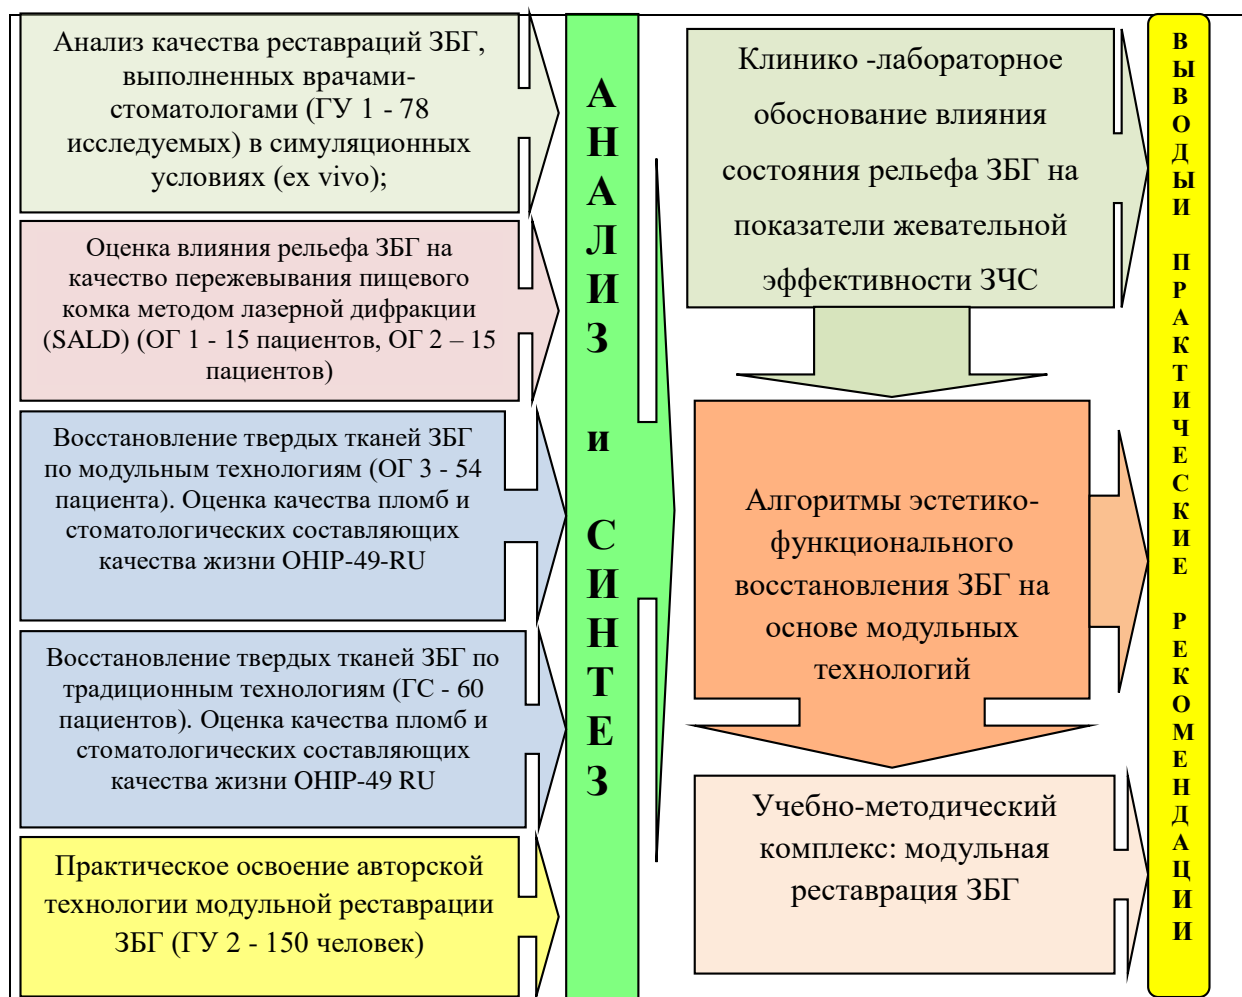 Анализ качества реставраций ЗБГ,
выполненных врачами-
стоматологами (ГУ 1 - 78
исследуемых) в симуляционных
условиях (ex vivo);
Оценка влияния рельефа ЗБГ на
качество пережевывания пищевого
комка методом лазерной дифракции
(SALD) (ОГ 1 - 15 пациентов, ОГ 2 – 15
пациентов)
Восстановление твердых тканей ЗБГ
по модульным технологиям (ОГ 3 - 54
пациента). Оценка качества пломб и
стоматологических составляющих
качества жизни OHIP-49-RU
Восстановление твердых тканей ЗБГ по
традиционным технологиям (ГС - 60
пациентов). Оценка качества пломб и
стоматологических составляющих
качества жизни OHIP-49 RU
Практическое освоение авторской
технологии модульной реставрации
ЗБГ (ГУ 2 - 150 человек)
АНАЛИЗ и СИНТЕЗ
Клинико -лабораторное
обоснование влияния
состояния рельефа ЗБГ на
показатели жевательной
эффективности ЗЧС
Алгоритмы эстетико-
функционального
восстановления ЗБГ на
основе модульных
технологий
Учебно-методический
комплекс: модульная
реставрация ЗБГ
ВЫВОДЫ И ПРАКТИЧЕСКИЕ РЕКОМЕНДАЦИИ